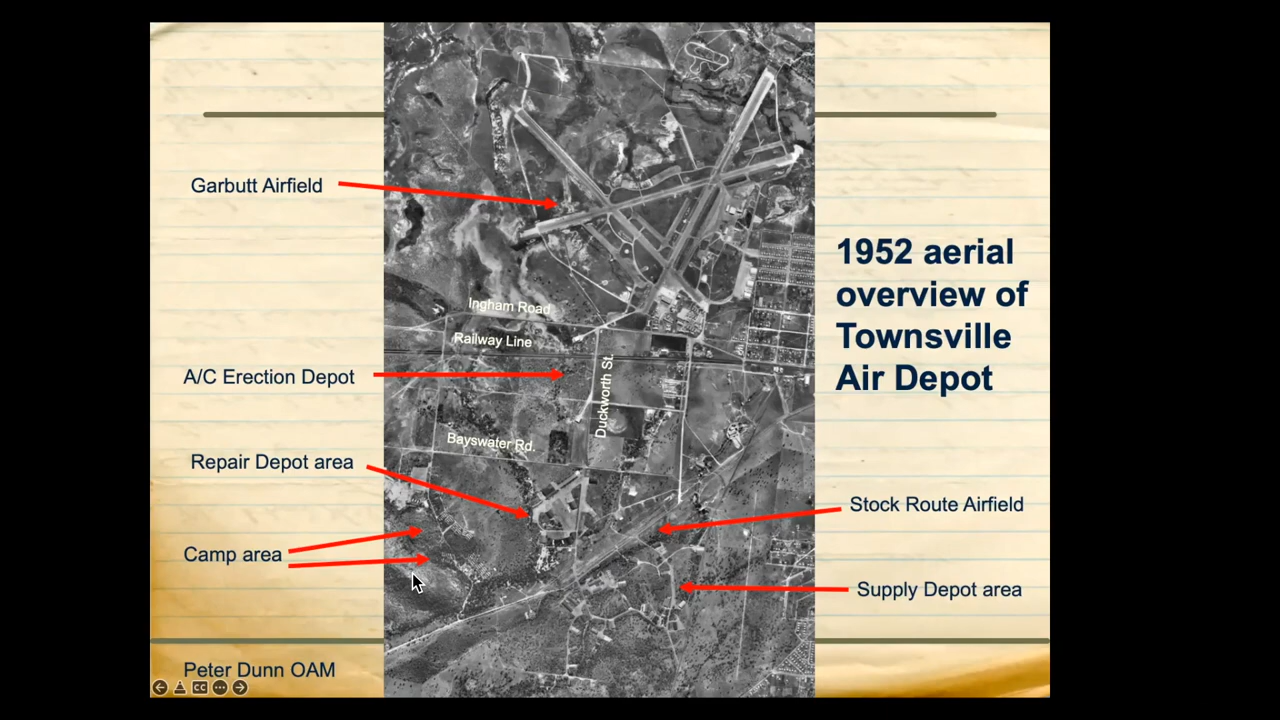 Garbutt Airfield
1952 aerial
overview of
Townsville
Air Depot
Ingham Road
Railway Line
A/C Erection Depot
Duckworth St.
Bayswater Rd.
Repair Depot area
Stock Route Airfield
Camp area
Supply Depot area
Peter Dunn OAM
CC